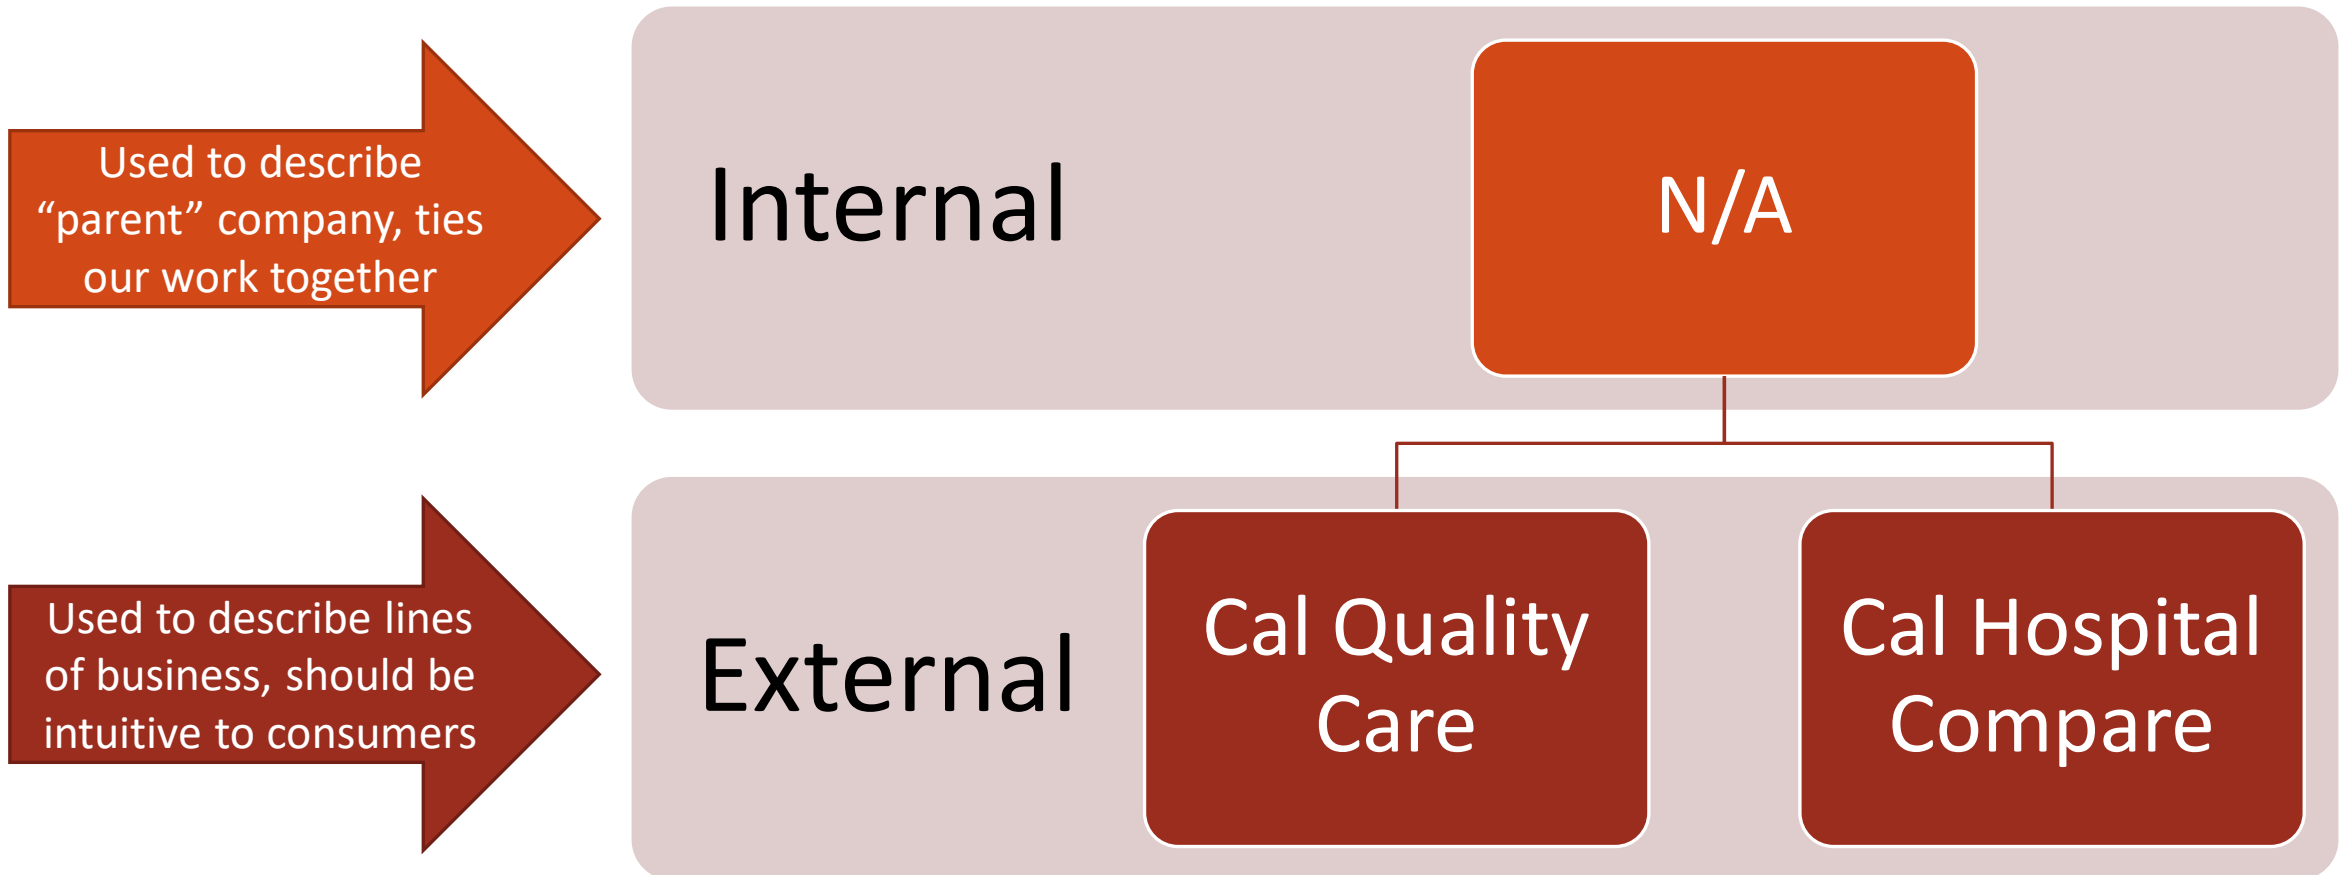 Used to describe
“parent” company, ties
our work together
Internal
N/A
Used to describe lines
of business, should be
intuitive to consumers
External
Cal Quality
Care
Cal Hospital
Compare